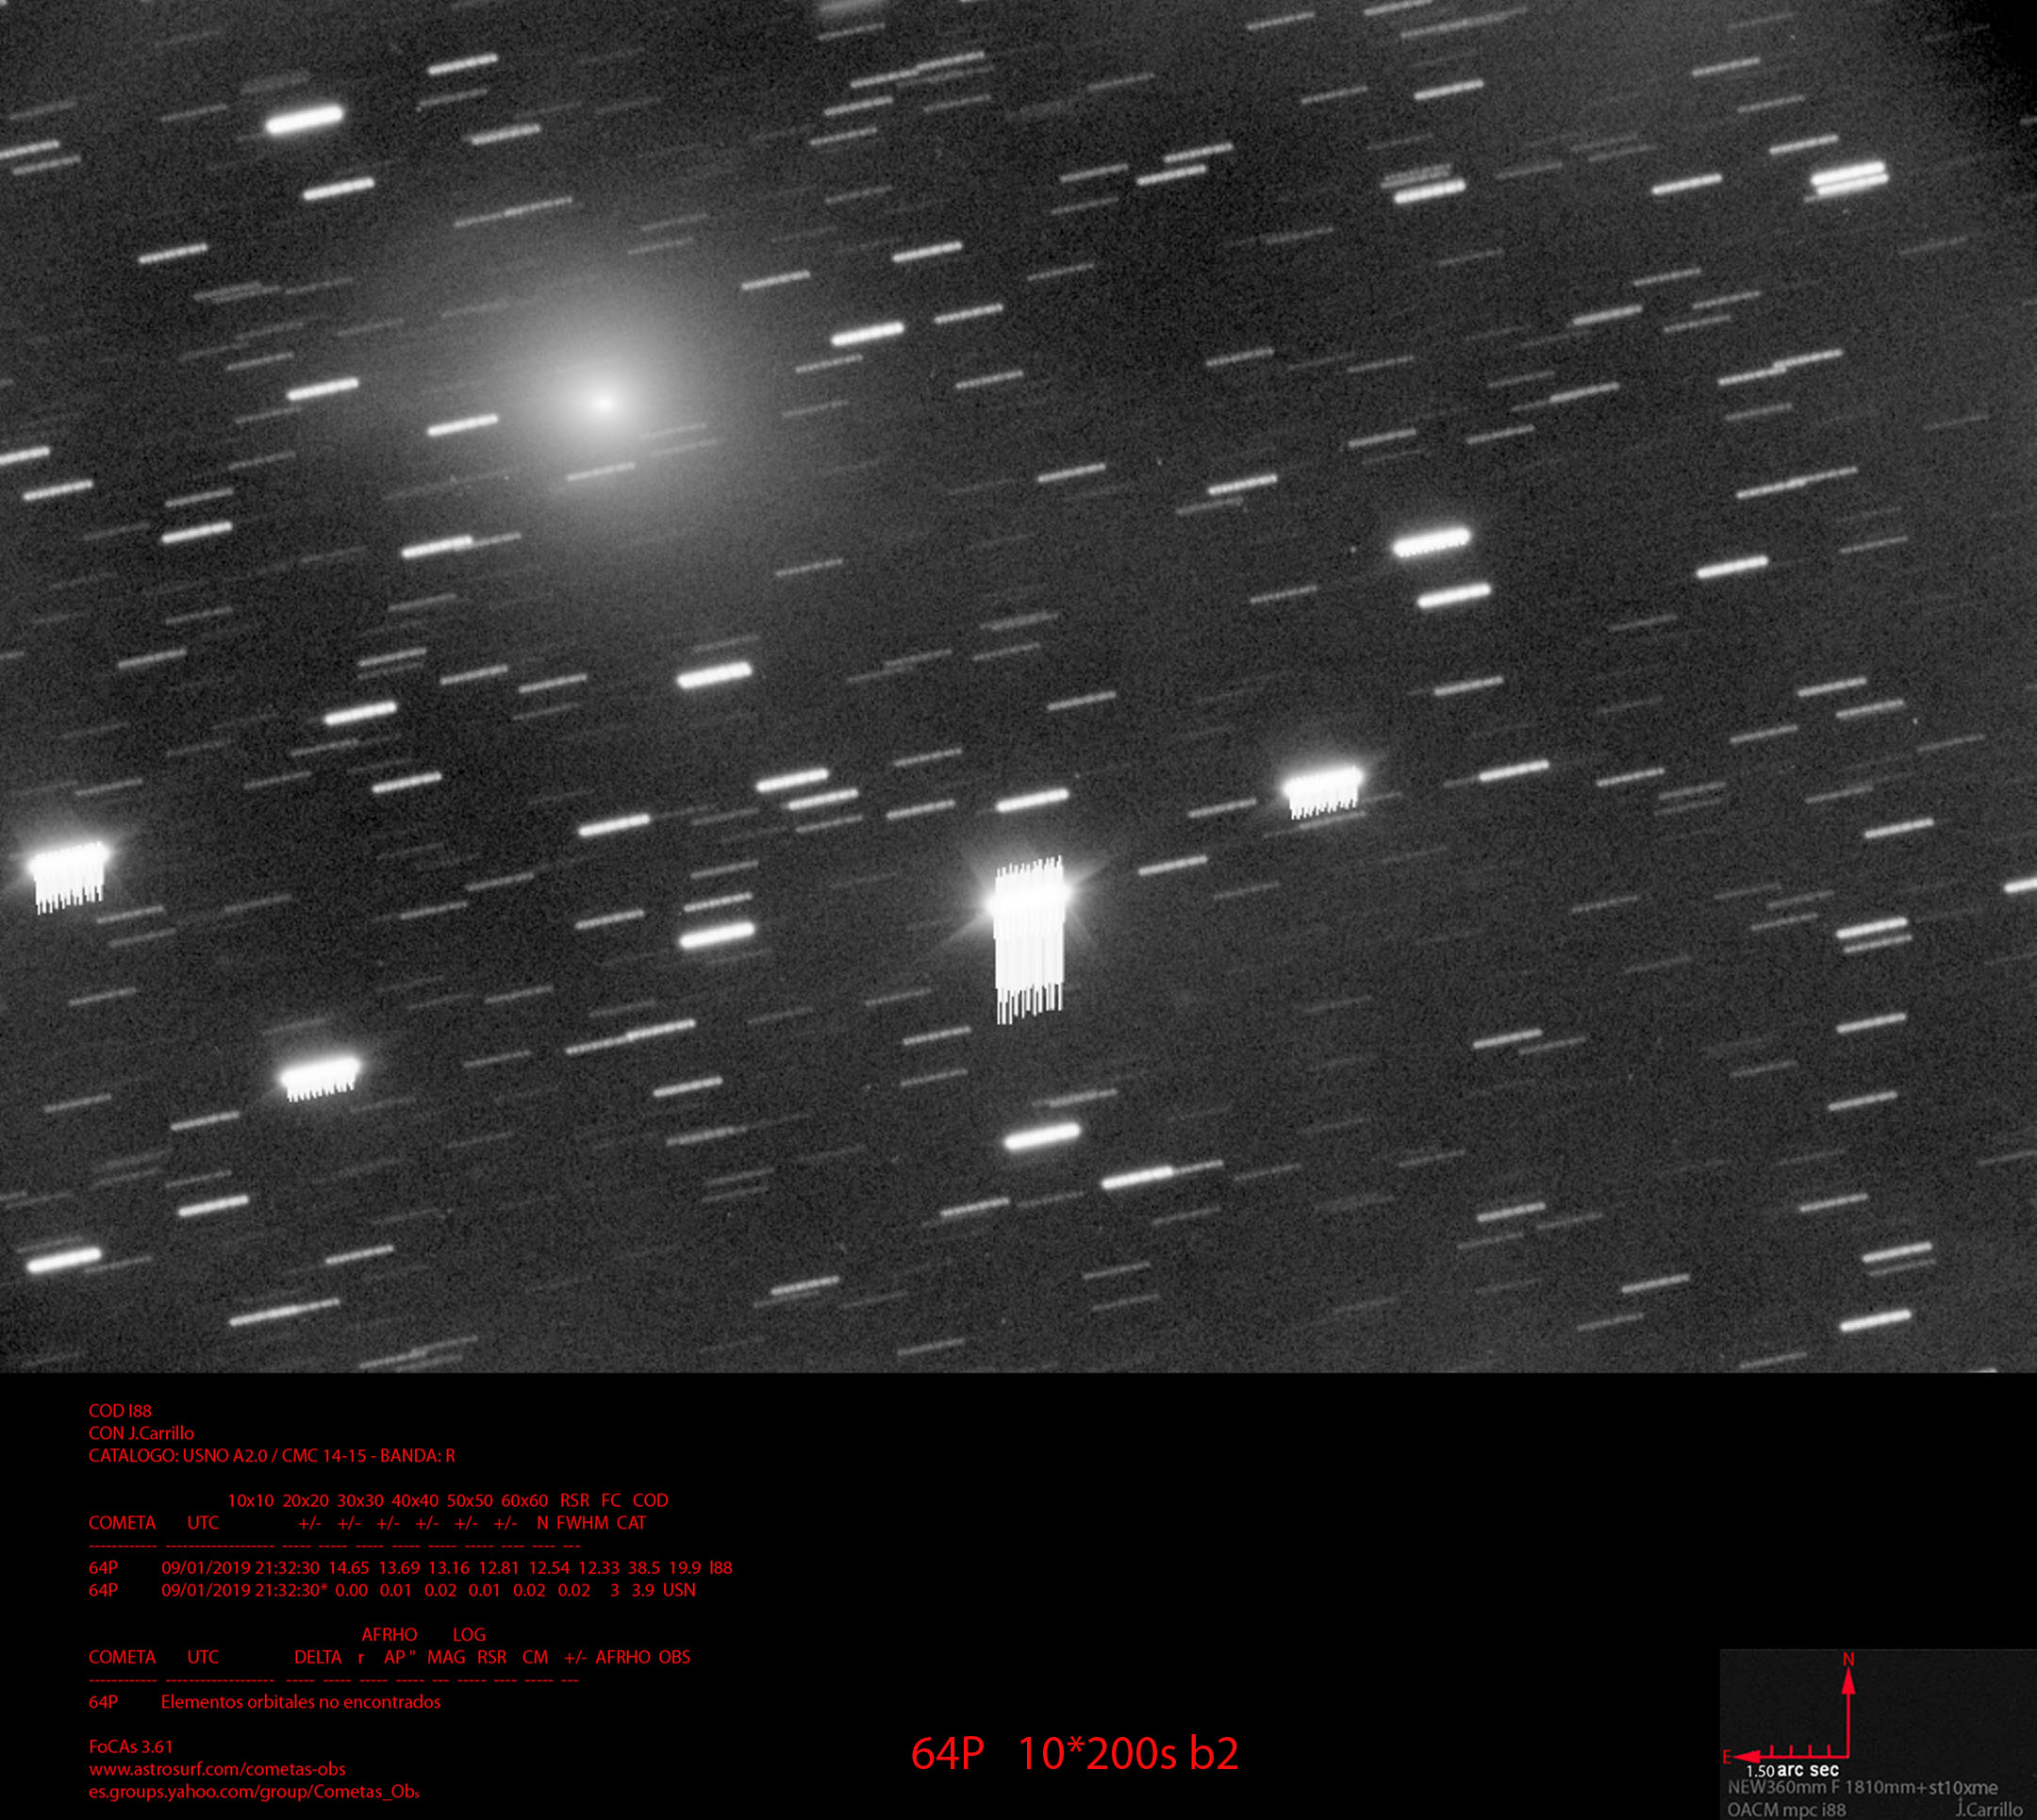 COD I88
CON J.Carrillo
CATALOGO: USNO A2.0 / CMC 14-15 - BANDA: R
10x10 20x20 30x30 40x40 50x50 60x60 RSR FC COD
COMETA UTC +/- +/- +/- +/- +/- +/- N FWHM CAT
------------ -------------------- ----- ----- ----- ----- ----- ----- ---- ---- ---
64P 09/01/2019 21:32:30 14.65 13.69 13.16 12.81 12.54 12.33 38.5 19.9 I88
64P 09/01/2019 21:32:30* 0.00 0.01 0.02 0.01 0.02 0.02 3 3.9 USN
AFRHO LOG
COMETA UTC DELTA r AP " MAG RSR CM +/- AFRHO OBS
------------ -------------------- ----- ----- ----- ----- --- ----- ---- ----- ---
64P Elementos orbitales no encontrados
FoCAs 3.61
www.astrosurf.com/cometas-obs
es.groups.yahoo.com/group/Cometas_Obs
64P 10*200s b2
N
E
1.50 arc sec
NEW360mm F 1810mm+st10xme
OACM mpc i88 J.Carrillo